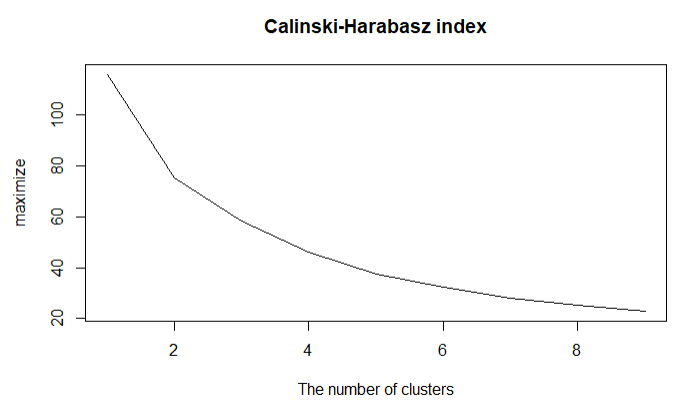 Calinski-Harabasz index
maximize
100
80
60
40
20
2 4 6 8
The number of clusters